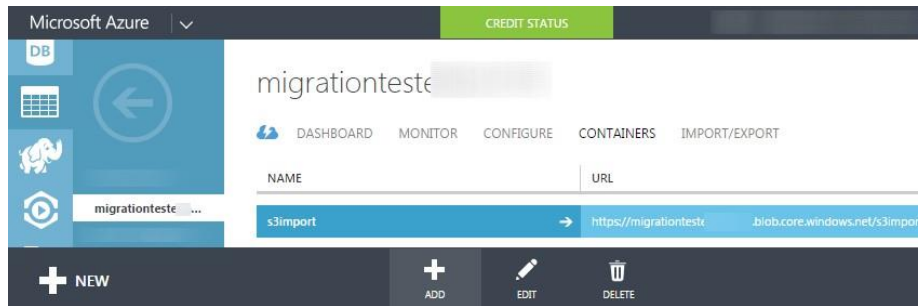 Microsoft Azure
CREDIT STATUS
DB
migrationteste
DASHBOARD MONITOR CONFIGURE CONTAINERS IMPORT/EXPORT
NAME URL
migrationteste ...
s3import https://migrationteste .blob.core.windows.net/s3impor
NEW
ADD EDIT DELETE